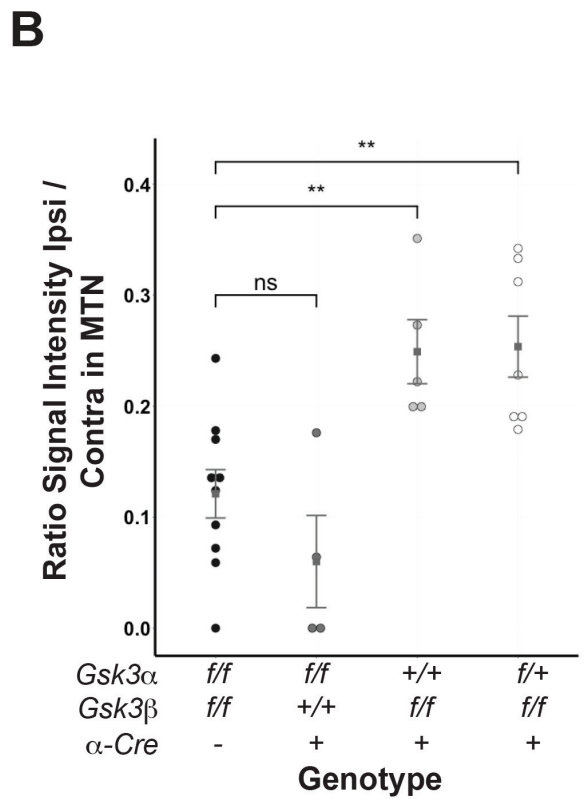 B
Ratio Signal Intensity Ipsi /
Contra in MTN
**
0.4
**
0.3
ns
0.2
0.1
0.0
Gsk3α f/f f/f +/+ f/+
Gsk3β f/f +/+ f/f f/f
α-Cre - + + +
Genotype